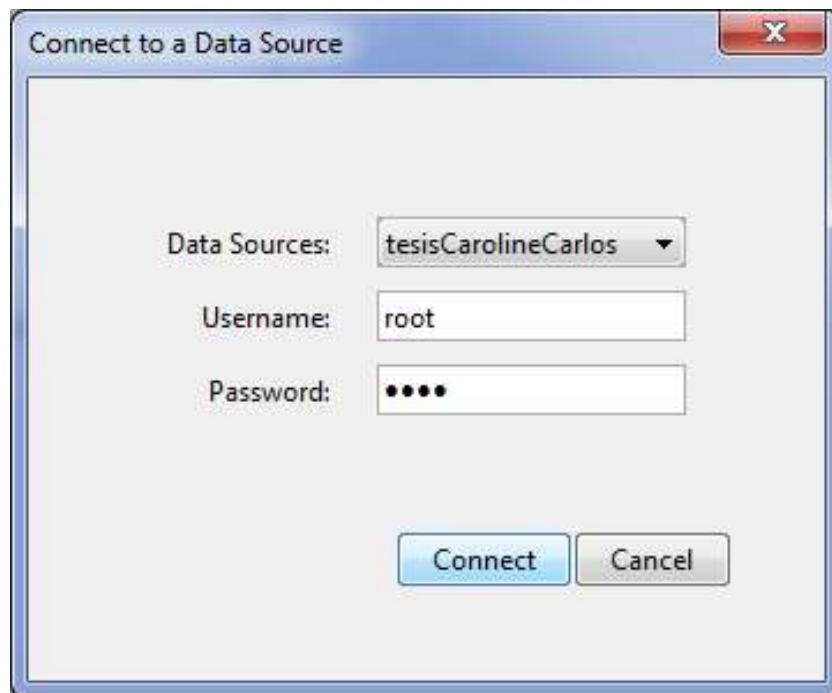 Connect to a Data Source
Data Sources: tesisCarolineCarlos
Username: root
Password: ••••
Connect Cancel